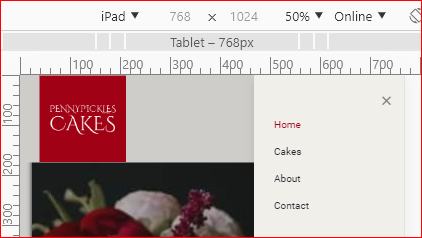 iPad ▼ 768 × 1024 50% ▼ Online ▼
Tablet – 768px
100 200 300 400 500 600 700
100
200
300
PENNYPICKLES
CAKES
×
Home
Cakes
About
Contact